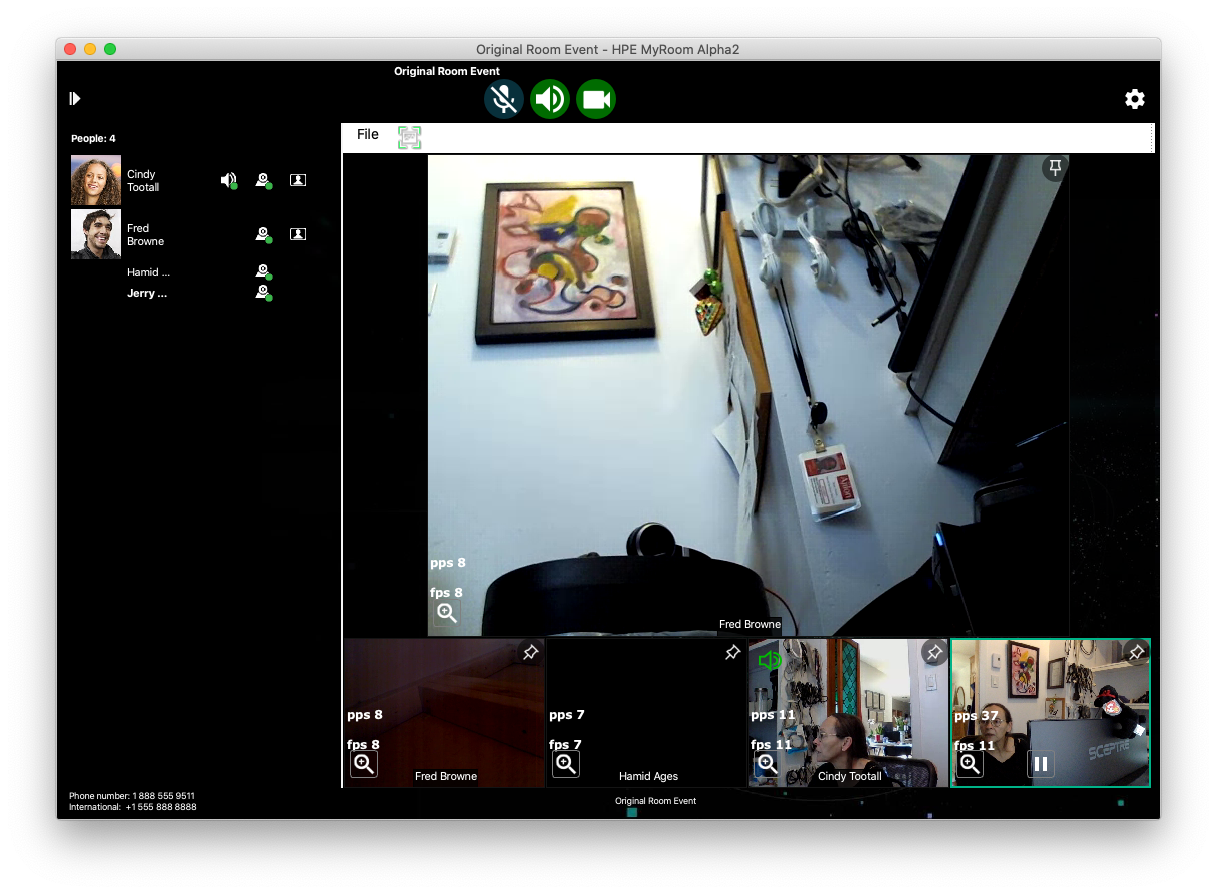 Original Room Event - HPE MyRoom Alpha2
Original Room Event
People: 4
Cindy
Tootall
Fred
Browne
Hamid ...
Jerry ...
File
pps 8
fps 8
Fred Browne
pps 8
fps 8
Fred Browne
pps 7
fps 7
Hamid Ages
pps 11
fps 11
Cindy Tootall
pps 37
fps 11
SCEPTRE
Phone number: 1 888 555 9511
International: +1 555 888 8888
Original Room Event